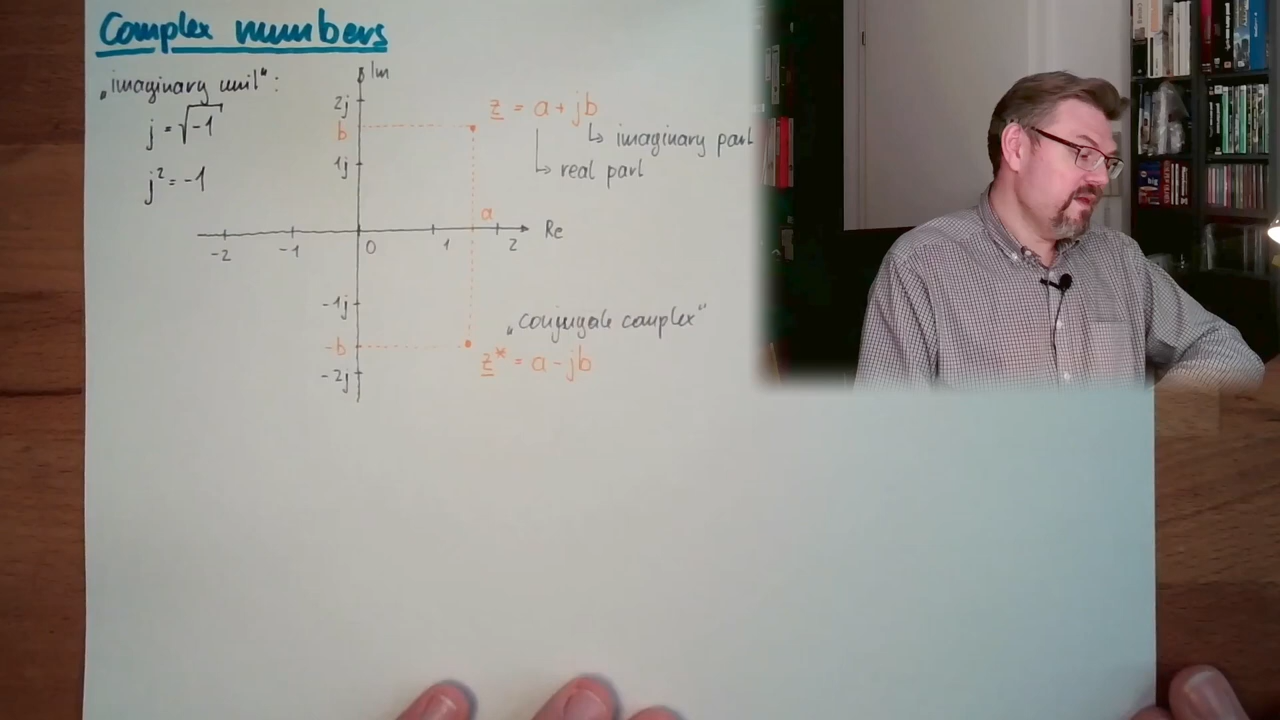 Complex numbers
„imaginary unit":
j = √-1
j² = -1
Im
2j
b
1j
-2
-1
0
1
2
a
Re
-1j
-b
-2j
z = a + jb
↳ imaginary part
↳ real part
„conjugate complex"
z* = a - jb